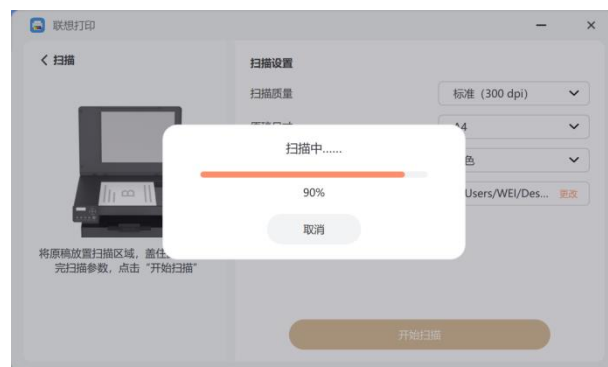 联想打印
扫描
扫描设置
扫描质量
标准（300 dpi）
A4
色
Users/WEI/Des... 更改
扫描中......
90%
取消
将原稿放置扫描区域，盖住
完扫描参数，点击“开始扫描”
开始扫描